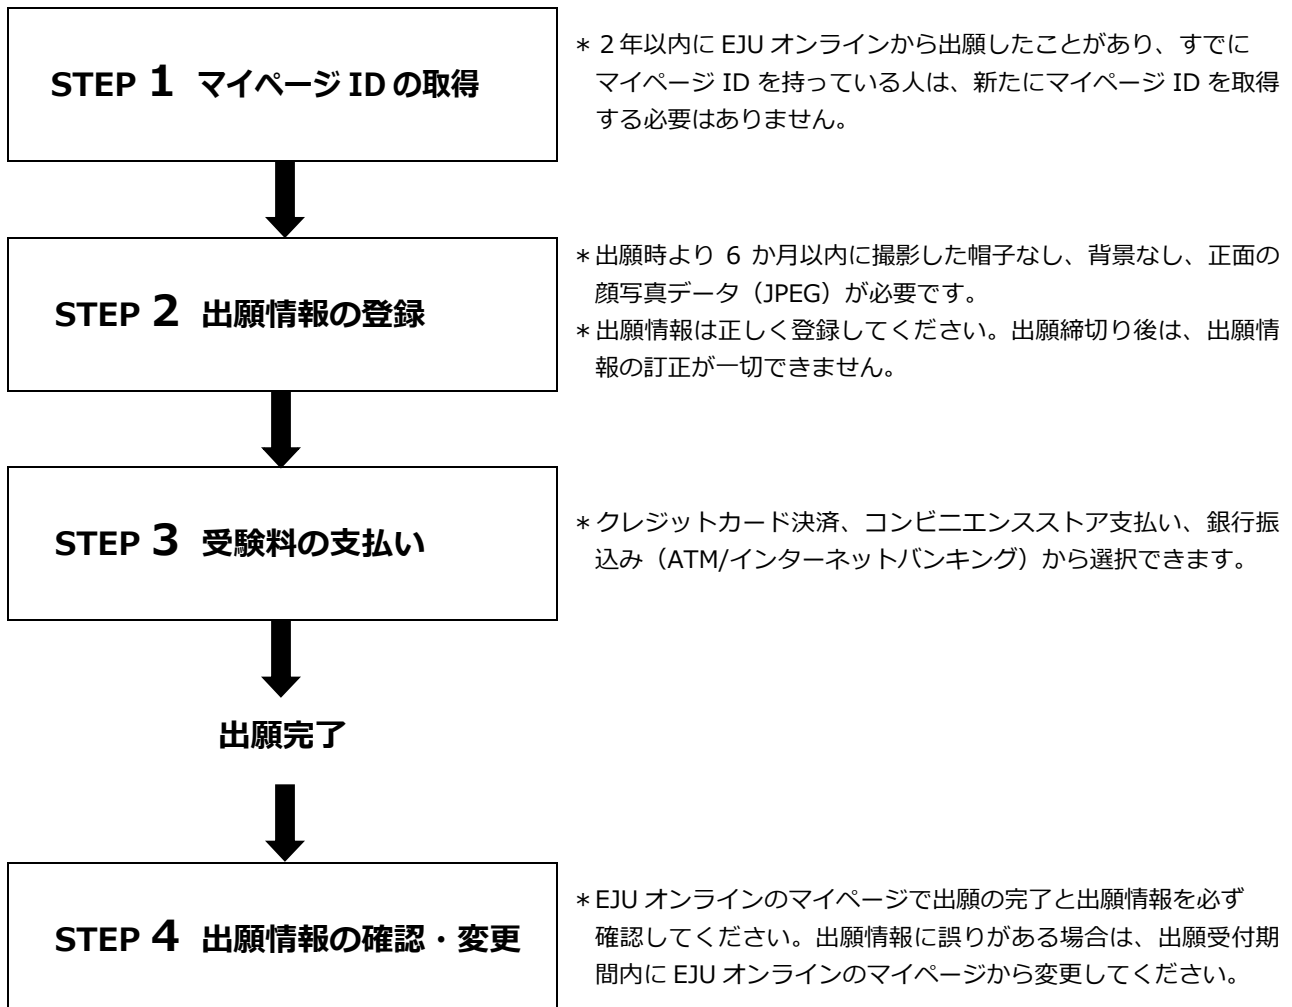 STEP 1 マイページ ID の取得
＊２年以内に EJU オンラインから出願したことがあり、すでに
マイページ ID を持っている人は、新たにマイページ ID を取得
する必要はありません。
STEP 2 出願情報の登録
＊出願時より 6 か月以内に撮影した帽子なし、背景なし、正面の
顔写真データ（JPEG）が必要です。
＊出願情報は正しく登録してください。出願締切り後は、出願情
報の訂正が一切できません。
STEP 3 受験料の支払い
＊クレジットカード決済、コンビニエンスストア支払い、銀行振
込み（ATM/インターネットバンキング）から選択できます。
出願完了
STEP 4 出願情報の確認・変更
＊EJU オンラインのマイページで出願の完了と出願情報を必ず
確認してください。出願情報に誤りがある場合は、出願受付期
間内に EJU オンラインのマイページから変更してください。